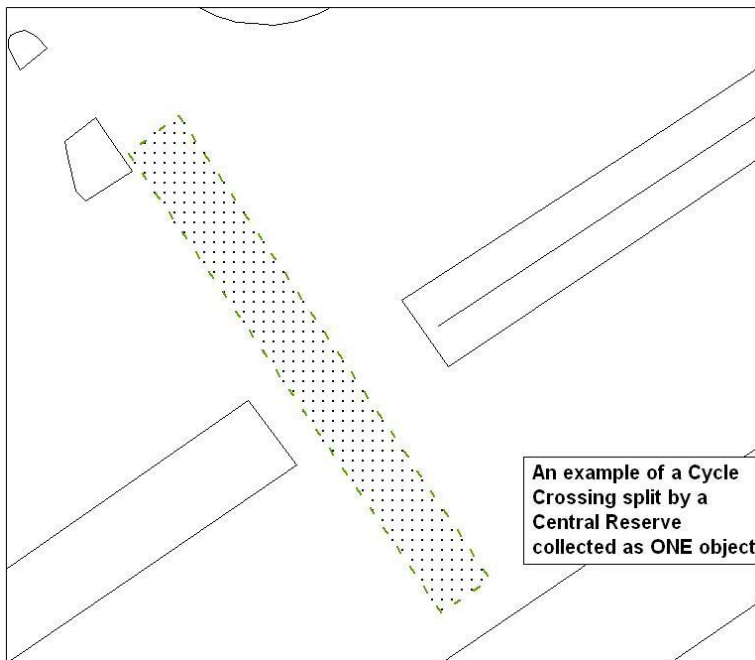 An example of a Cycle
Crossing split by a
Central Reserve
collected as ONE object